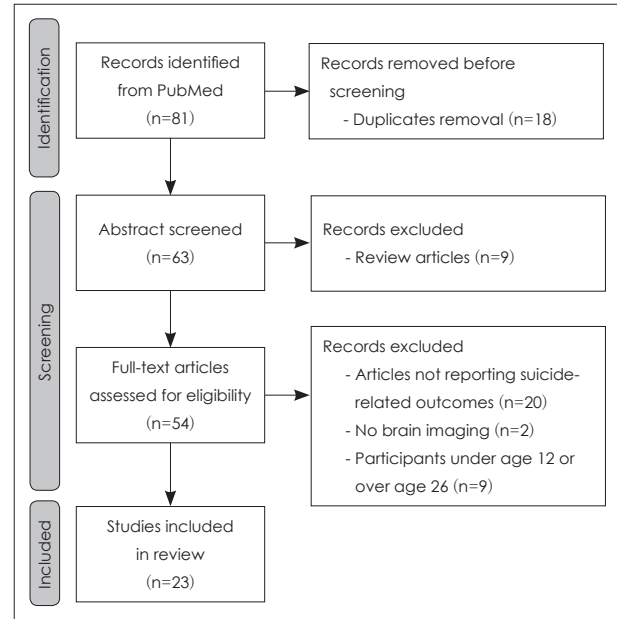 Identification
Records identified
from PubMed
(n=81)
Records removed before
screening
- Duplicates removal (n=18)
Screening
Abstract screened
(n=63)
Records excluded
- Review articles (n=9)
Full-text articles
assessed for eligibility
(n=54)
Records excluded
- Articles not reporting suicide-
related outcomes (n=20)
- No brain imaging (n=2)
- Participants under age 12 or
over age 26 (n=9)
Included
Studies included
in review
(n=23)